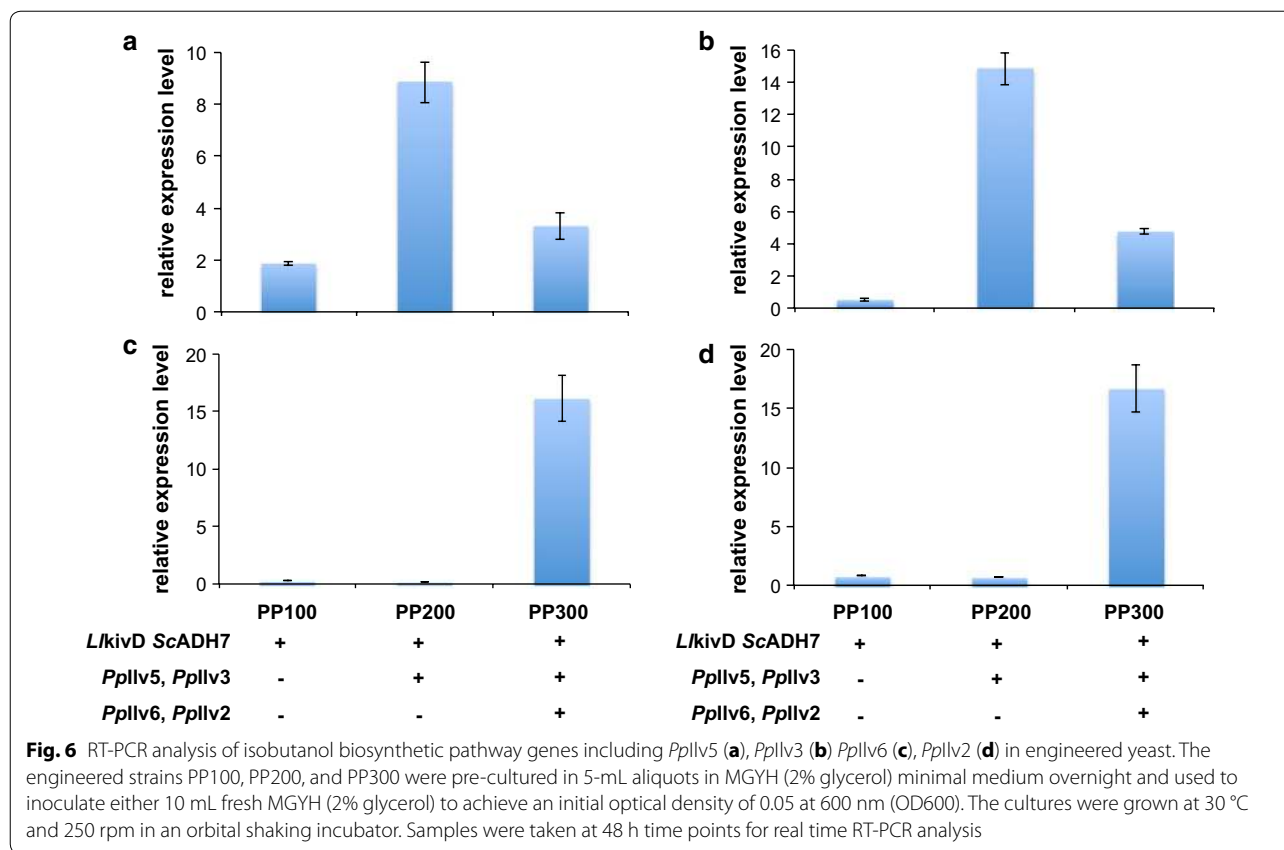 a
10
8
6
4
2
0
relative expression level
b
16
14
12
10
8
6
4
2
0
relative expression level
c
20
15
10
5
0
relative expression level
d
20
15
10
5
0
relative expression level
PP100 PP200 PP300
LlkivD ScADH7 + + +
PpIlv5, PpIlv3 - + +
PpIlv6, PpIlv2 - - +
PP100 PP200 PP300
LlkivD ScADH7 + + +
PpIlv5, PpIlv3 - + +
PpIlv6, PpIlv2 - - +
Fig. 6 RT-PCR analysis of isobutanol biosynthetic pathway genes including PpIlv5 (a), PpIlv3 (b) PpIlv6 (c), PpIlv2 (d) in engineered yeast. The
engineered strains PP100, PP200, and PP300 were pre-cultured in 5-mL aliquots in MGYH (2% glycerol) minimal medium overnight and used to
inoculate either 10 mL fresh MGYH (2% glycerol) to achieve an initial optical density of 0.05 at 600 nm (OD600). The cultures were grown at 30 °C
and 250 rpm in an orbital shaking incubator. Samples were taken at 48 h time points for real time RT-PCR analysis